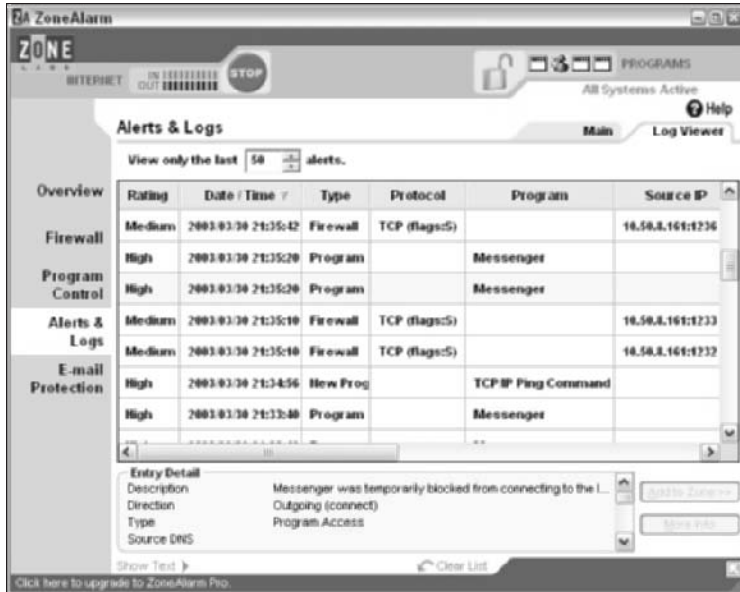 ZA ZoneAlarm
ZONE
LABS
INTERNET IN OUT STOP PROGRAMS
All Systems Active
Help
Alerts & Logs Main Log Viewer
View only the last 50 alerts.
Overview
Firewall
Program Control
Alerts & Logs
E-mail Protection
Rating Date / Time Type Protocol Program Source IP
Medium 2003/03/30 21:35:42 Firewall TCP (flags:S) 10.50.8.161:1236
High 2003/03/30 21:35:20 Program Messenger
High 2003/03/30 21:35:20 Program Messenger
Medium 2003/03/30 21:35:10 Firewall TCP (flags:S) 10.50.8.161:1233
Medium 2003/03/30 21:35:10 Firewall TCP (flags:S) 10.50.8.161:1232
High 2003/03/30 21:34:56 New Prog TCP/IP Ping Command
High 2003/03/30 21:33:40 Program Messenger
Entry Detail
Description Messenger was temporarily blocked from connecting to the I...
Direction Outgoing (connect)
Type Program Access
Source DNS
Add to Zone >>
More Info
Show Text Clear List
Click here to upgrade to ZoneAlarm Pro.